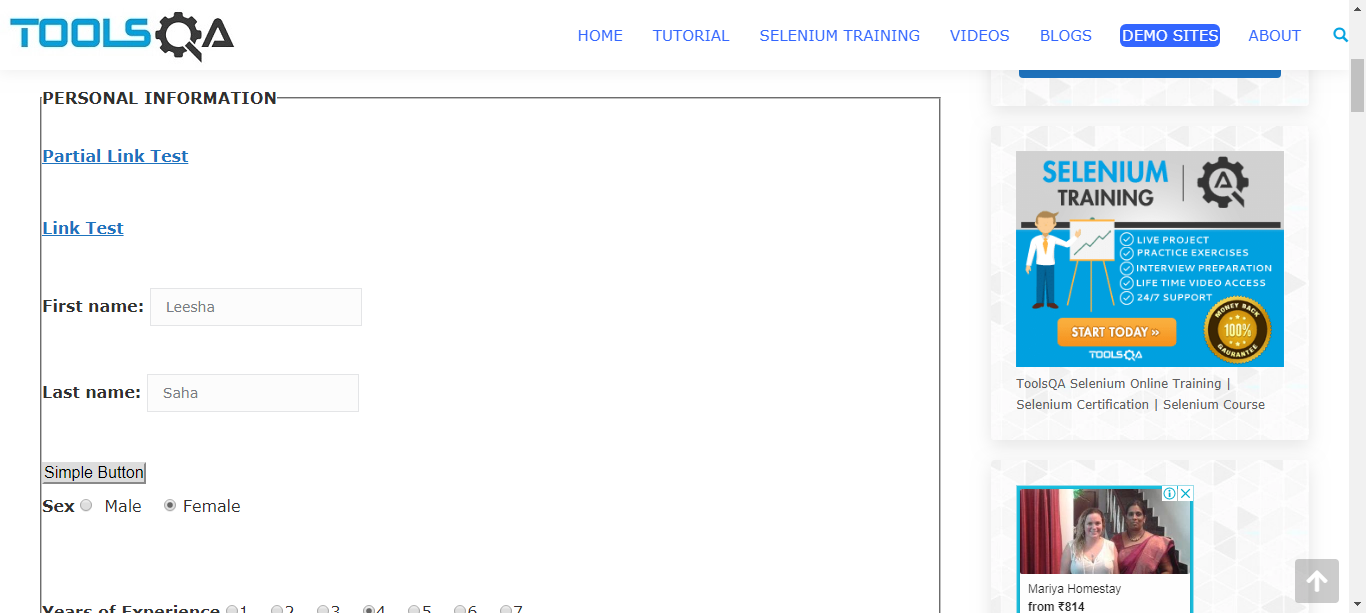 TOOLSQA
HOME TUTORIAL SELENIUM TRAINING VIDEOS BLOGS DEMO SITES ABOUT
PERSONAL INFORMATION
Partial Link Test
Link Test
First name: Leesha
Last name: Saha
Simple Button
Sex Male Female
Years of Experience 1 2 3 4 5 6 7
SELENIUM
TRAINING
LIVE PROJECT
PRACTICE EXERCISES
INTERVIEW PREPARATION
LIFE TIME VIDEO ACCESS
24/7 SUPPORT
START TODAY »
TOOLSQA
MONEY BACK
100%
GAURANTEE
ToolsQA Selenium Online Training |
Selenium Certification | Selenium Course
Mariya Homestay
from ₹814